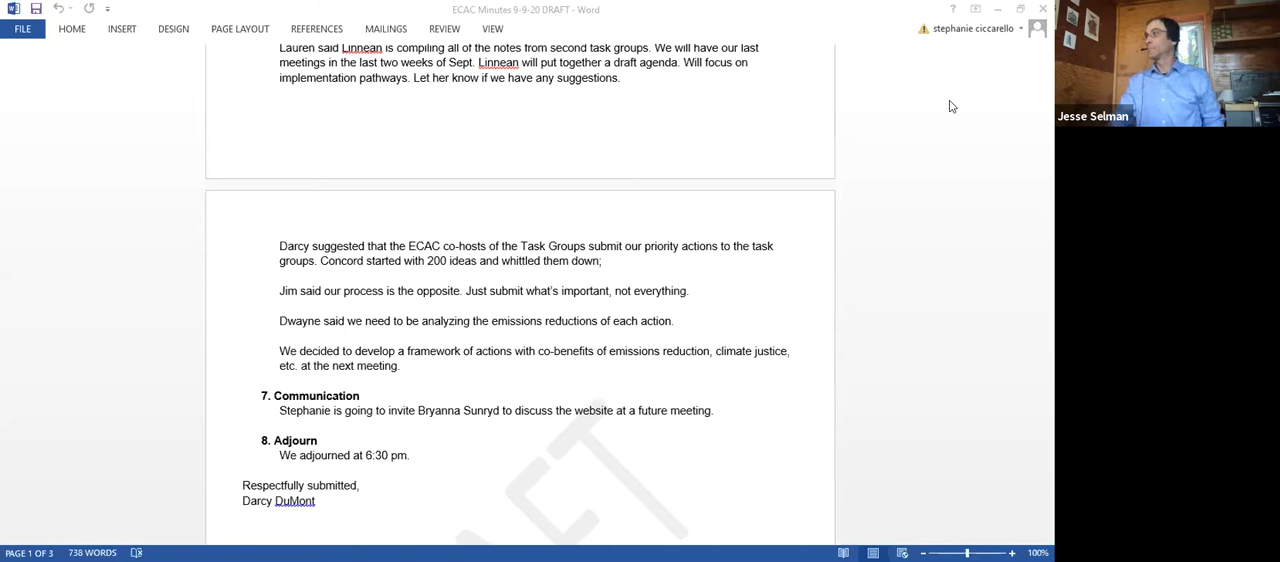 ECAC Minutes 9-9-20 DRAFT - Word
FILE HOME INSERT DESIGN PAGE LAYOUT REFERENCES MAILINGS REVIEW VIEW stephanie ciccarello
Lauren said Linnean is compiling all of the notes from second task groups. We will have our last
meetings in the last two weeks of Sept. Linnean will put together a draft agenda. Will focus on
implementation pathways. Let her know if we have any suggestions.
Jesse Selman
Darcy suggested that the ECAC co-hosts of the Task Groups submit our priority actions to the task
groups. Concord started with 200 ideas and whittled them down;
Jim said our process is the opposite. Just submit what's important, not everything.
Dwayne said we need to be analyzing the emissions reductions of each action.
We decided to develop a framework of actions with co-benefits of emissions reduction, climate justice,
etc. at the next meeting.
7. Communication
Stephanie is going to invite Bryanna Sunryd to discuss the website at a future meeting.
8. Adjourn
We adjourned at 6:30 pm.
Respectfully submitted,
Darcy DuMont
FT
PAGE 1 OF 3 738 WORDS 100%